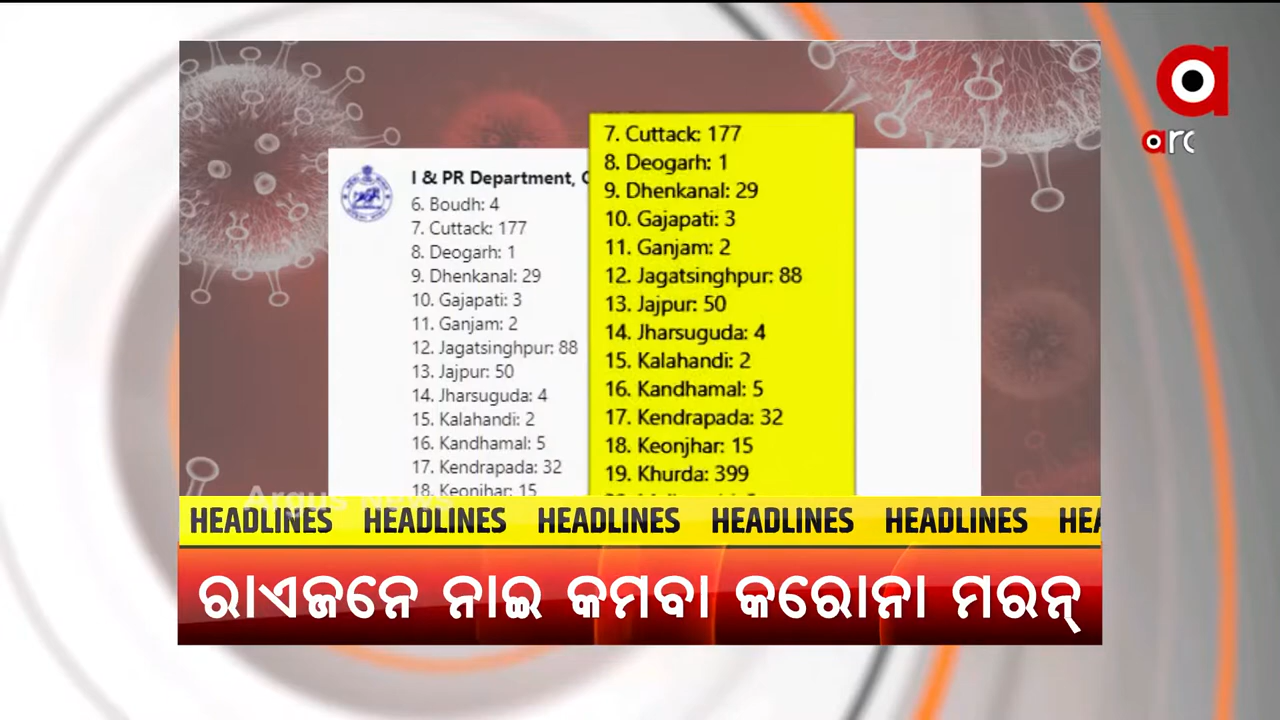 I & PR Department,
6. Boudh: 4
7. Cuttack: 177
8. Deogarh: 1
9. Dhenkanal: 29
10. Gajapati: 3
11. Ganjam: 2
12. Jagatsinghpur: 88
13. Jajpur: 50
14. Jharsuguda: 4
15. Kalahandi: 2
16. Kandhamal: 5
17. Kendrapada: 32
18. Keonjhar: 15
7. Cuttack: 177
8. Deogarh: 1
9. Dhenkanal: 29
10. Gajapati: 3
11. Ganjam: 2
12. Jagatsinghpur: 88
13. Jajpur: 50
14. Jharsuguda: 4
15. Kalahandi: 2
16. Kandhamal: 5
17. Kendrapada: 32
18. Keonjhar: 15
19. Khurda: 399
Argus News
HEADLINES HEADLINES HEADLINES HEADLINES HEADLINES HEA
ରାଏଜନେ ନାଇ କମବା କରୋନା ମରନ୍
a
arc